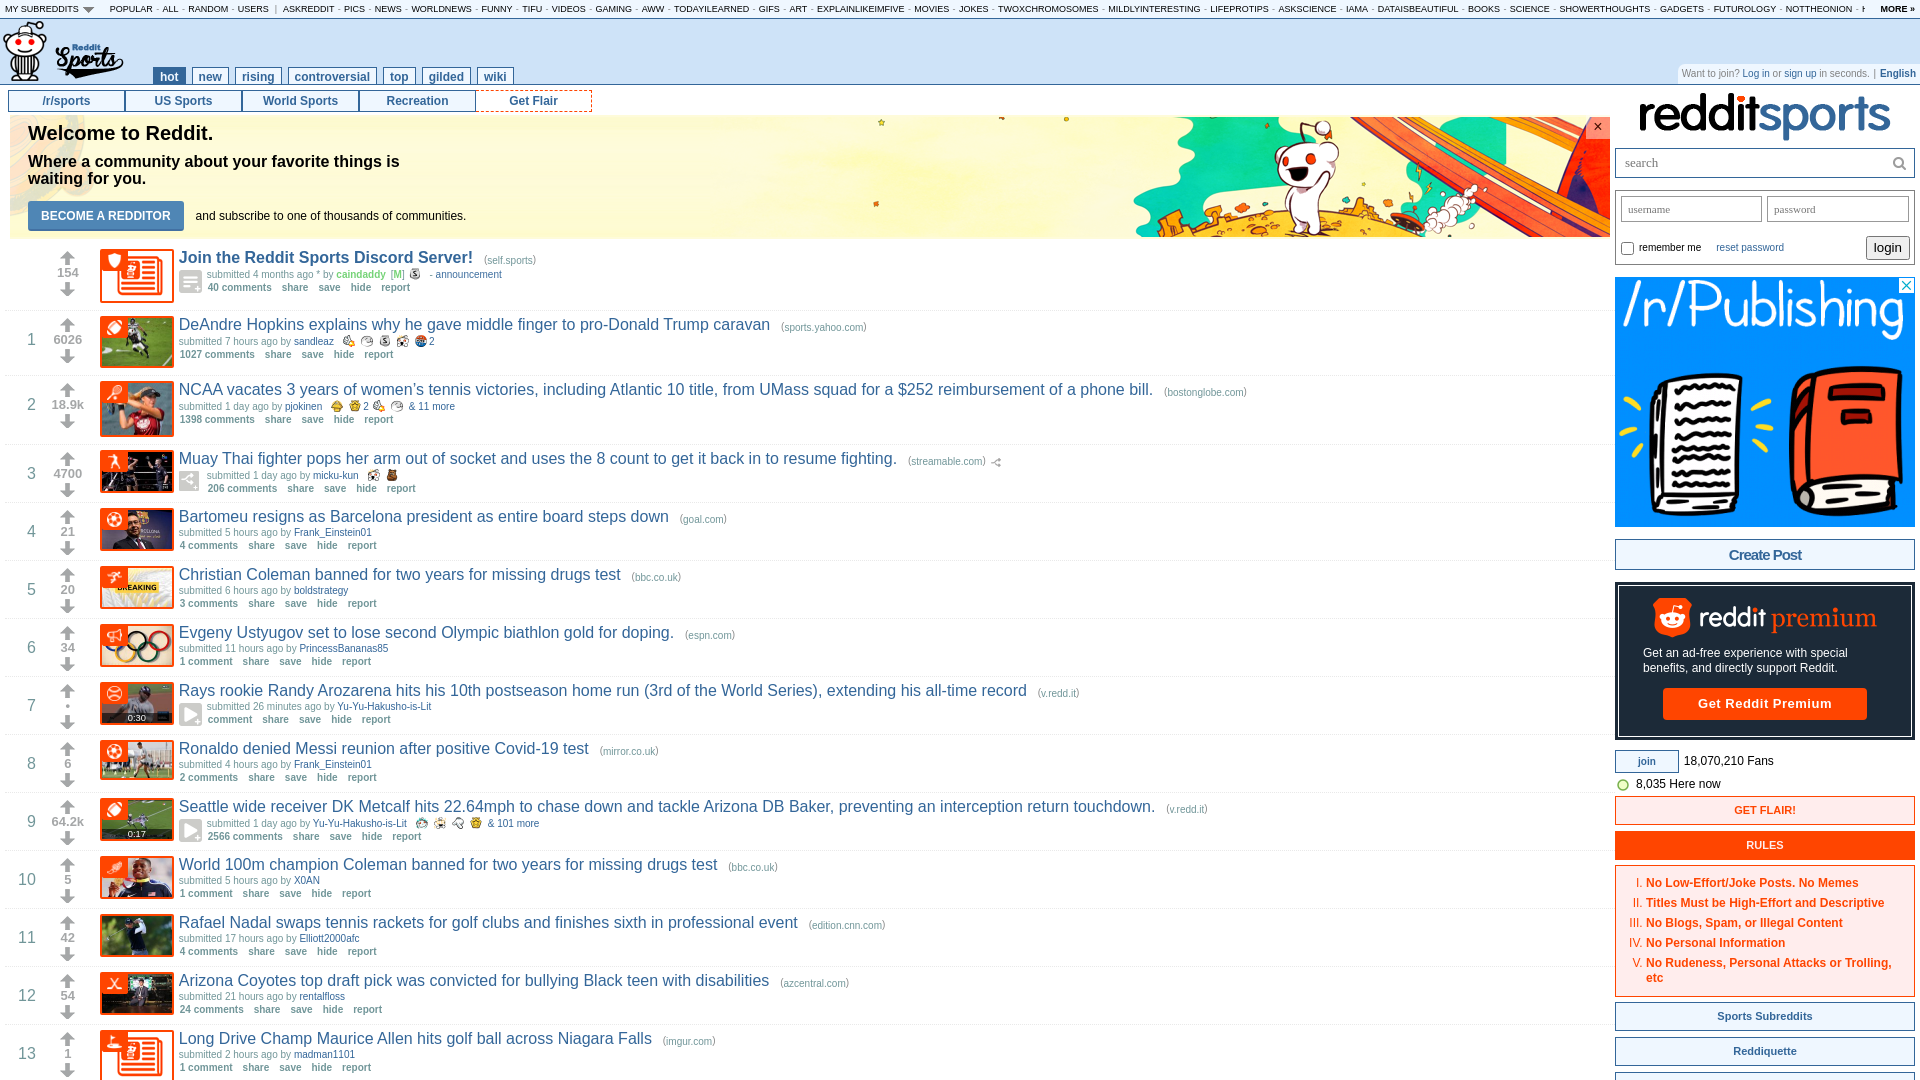 MY SUBREDDITS POPULAR - ALL - RANDOM - USERS | ASKREDDIT - PICS - NEWS - WORLDNEWS - FUNNY - TIFU - VIDEOS - GAMING - AWW - TODAYILEARNED - GIFS - ART - EXPLAINLIKEIMFIVE - MOVIES - JOKES - TWOXCHROMOSOMES - MILDLYINTERESTING - LIFEPROTIPS - ASKSCIENCE - IAMA - DATAISBEAUTIFUL - BOOKS - SCIENCE - SHOWERTHOUGHTS - GADGETS - FUTUROLOGY - NOTTHEONION - MORE »
Reddit
Sports
hot new rising controversial top gilded wiki
Want to join? Log in or sign up in seconds. | English
/r/sports US Sports World Sports Recreation Get Flair
Welcome to Reddit.
Where a community about your favorite things is
waiting for you.
BECOME A REDDITOR and subscribe to one of thousands of communities.
×
154
Join the Reddit Sports Discord Server! (self.sports)
submitted 4 months ago * by caindaddy [M] - announcement
40 comments share save hide report
1
6026
DeAndre Hopkins explains why he gave middle finger to pro-Donald Trump caravan (sports.yahoo.com)
submitted 7 hours ago by sandleaz 2
1027 comments share save hide report
2
18.9k
NCAA vacates 3 years of women’s tennis victories, including Atlantic 10 title, from UMass squad for a $252 reimbursement of a phone bill. (bostonglobe.com)
submitted 1 day ago by pjokinen 2 & 11 more
1398 comments share save hide report
3
4700
Muay Thai fighter pops her arm out of socket and uses the 8 count to get it back in to resume fighting. (streamable.com)
submitted 1 day ago by micku-kun
206 comments share save hide report
4
21
Bartomeu resigns as Barcelona president as entire board steps down (goal.com)
submitted 5 hours ago by Frank_Einstein01
4 comments share save hide report
5
20
BREAKING
Christian Coleman banned for two years for missing drugs test (bbc.co.uk)
submitted 6 hours ago by boldstrategy
3 comments share save hide report
6
34
Evgeny Ustyugov set to lose second Olympic biathlon gold for doping. (espn.com)
submitted 11 hours ago by PrincessBananas85
1 comment share save hide report
7
•
0:30
Rays rookie Randy Arozarena hits his 10th postseason home run (3rd of the World Series), extending his all-time record (v.redd.it)
submitted 26 minutes ago by Yu-Yu-Hakusho-is-Lit
comment share save hide report
8
6
Ronaldo denied Messi reunion after positive Covid-19 test (mirror.co.uk)
submitted 4 hours ago by Frank_Einstein01
2 comments share save hide report
9
64.2k
0:17
Seattle wide receiver DK Metcalf hits 22.64mph to chase down and tackle Arizona DB Baker, preventing an interception return touchdown. (v.redd.it)
submitted 1 day ago by Yu-Yu-Hakusho-is-Lit & 101 more
2566 comments share save hide report
10
5
World 100m champion Coleman banned for two years for missing drugs test (bbc.co.uk)
submitted 5 hours ago by X0AN
1 comment share save hide report
11
42
Rafael Nadal swaps tennis rackets for golf clubs and finishes sixth in professional event (edition.cnn.com)
submitted 17 hours ago by Elliott2000afc
4 comments share save hide report
12
54
Arizona Coyotes top draft pick was convicted for bullying Black teen with disabilities (azcentral.com)
submitted 21 hours ago by rentalfloss
24 comments share save hide report
13
1
Long Drive Champ Maurice Allen hits golf ball across Niagara Falls (imgur.com)
submitted 2 hours ago by madman1101
1 comment share save hide report
redditsports
search
username password
remember me reset password login
/r/Publishing
Create Post
reddit premium
Get an ad-free experience with special
benefits, and directly support Reddit.
Get Reddit Premium
join 18,070,210 Fans
8,035 Here now
GET FLAIR!
RULES
I. No Low-Effort/Joke Posts. No Memes
II. Titles Must be High-Effort and Descriptive
III. No Blogs, Spam, or Illegal Content
IV. No Personal Information
V. No Rudeness, Personal Attacks or Trolling,
etc
Sports Subreddits
Reddiquette